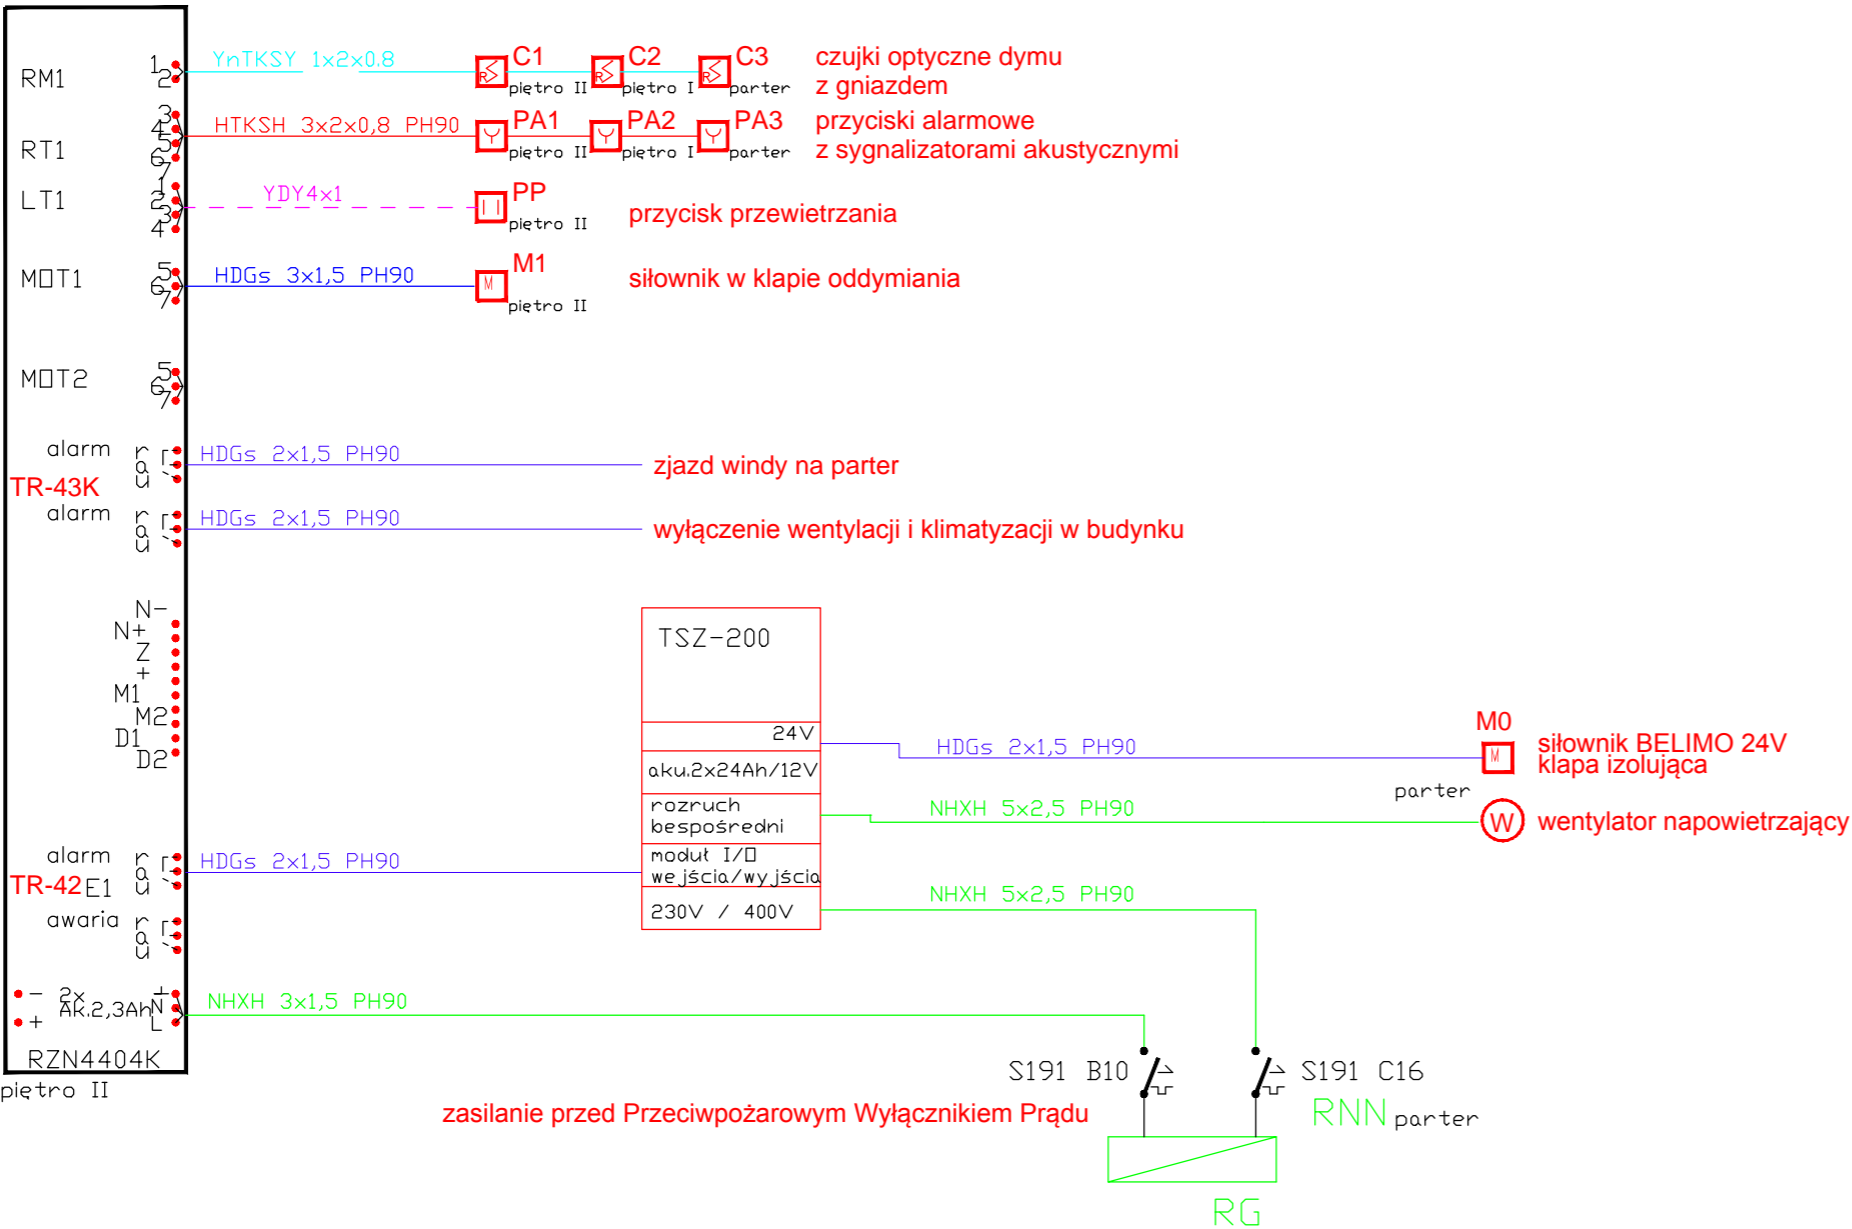 RM1
1
2
YnTKSY 1x2x0.8
C1
piętro II
C2
piętro I
C3
parter
czujki optyczne dymu
z gniazdem
RT1
3
4
5
6
7
HTKSH 3x2x0,8 PH90
PA1
piętro II
PA2
piętro I
PA3
parter
przyciski alarmowe
z sygnalizatorami akustycznymi
LT1
1
2
3
4
YDY4x1
PP
piętro II
przycisk przewietrzania
MOT1
5
6
7
HDGs 3x1,5 PH90
M1
M
piętro II
siłownik w klapie oddymiania
MOT2
5
6
7
alarm
r
a
u
HDGs 2x1,5 PH90
zjazd windy na parter
TR-43K
alarm
r
a
u
HDGs 2x1,5 PH90
wyłączenie wentylacji i klimatyzacji w budynku
N-
N+
Z
+
M1
M2
D1
D2
TSZ-200
24V
aku.2x24Ah/12V
rozruch
bespośredni
moduł I/O
wejścia/wyjścia
230V / 400V
HDGs 2x1,5 PH90
M0
M
siłownik BELIMO 24V
klapa izolująca
parter
NHXH 5x2,5 PH90
W
wentylator napowietrzający
alarm
r
a
u
TR-42 E1
HDGs 2x1,5 PH90
NHXH 5x2,5 PH90
awaria
r
a
u
- 2x
+ AK.2,3Ah
N
L
NHXH 3x1,5 PH90
RZN4404K
piętro II
S191 B10
S191 C16
zasilanie przed Przeciwpożarowym Wyłącznikiem Prądu
RNN parter
RG